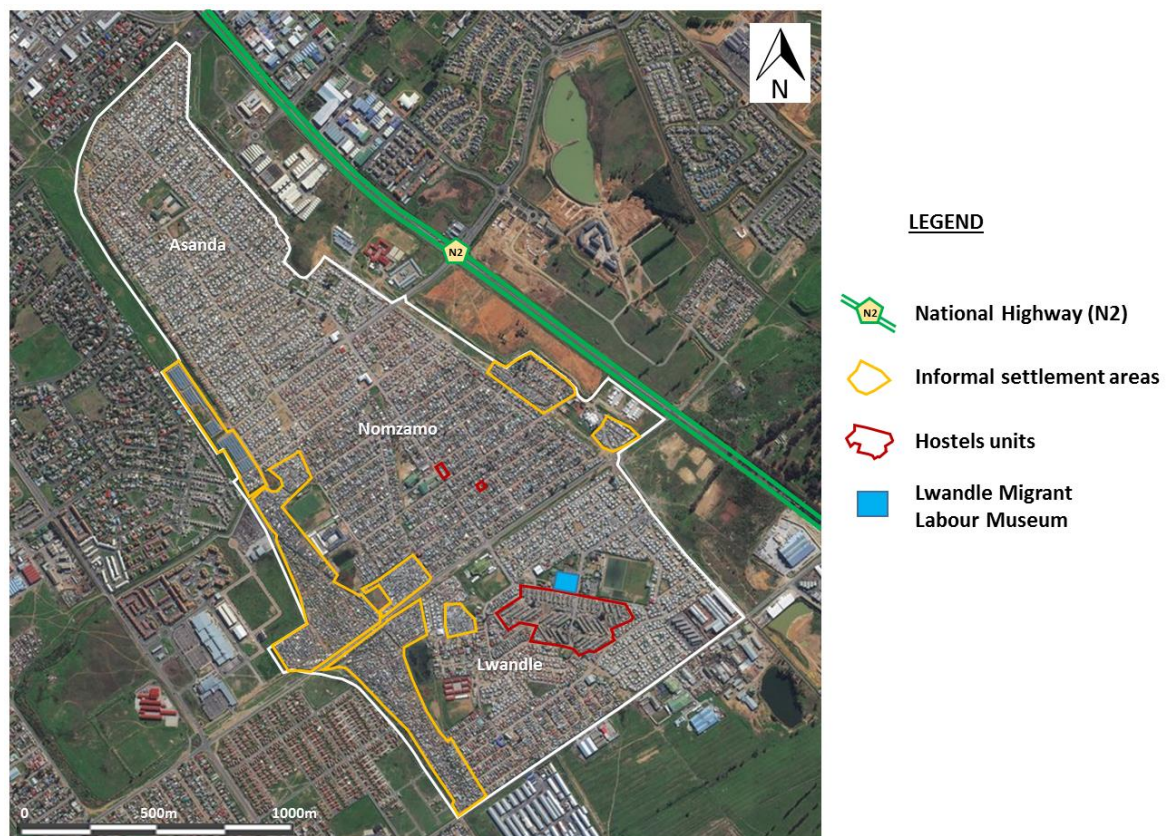 N
Asanda
N2
Nomzamo
Lwandle
0 500m 1000m
LEGEND
N2 National Highway (N2)
Informal settlement areas
Hostels units
Lwandle Migrant
Labour Museum